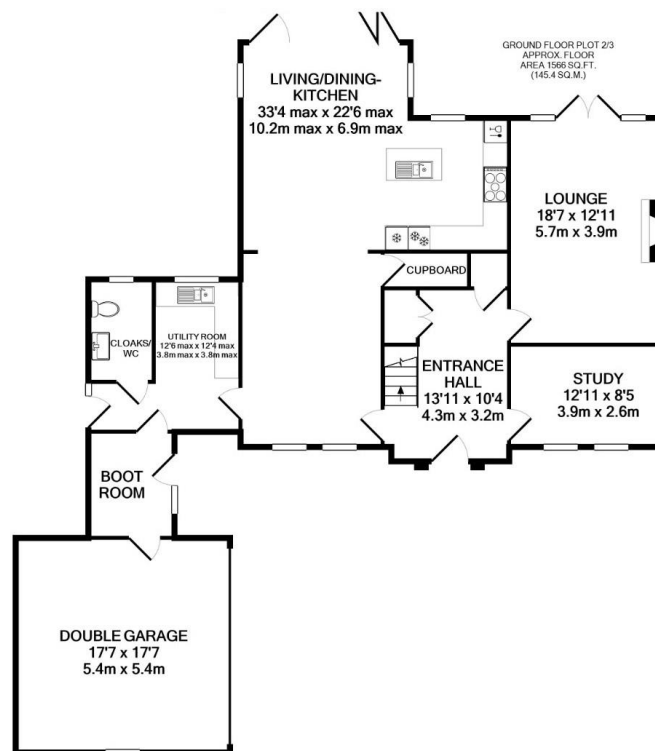 GROUND FLOOR PLOT 2/3
APPROX. FLOOR
AREA 1566 SQ.FT.
(145.4 SQ.M.)
LIVING/DINING-
KITCHEN
33'4 max x 22'6 max
10.2m max x 6.9m max
LOUNGE
18'7 x 12'11
5.7m x 3.9m
CUPBOARD
CLOAKS/
WC
UTILITY ROOM
12'6 max x 12'4 max
3.8m max x 3.8m max
ENTRANCE
HALL
13'11 x 10'4
4.3m x 3.2m
STUDY
12'11 x 8'5
3.9m x 2.6m
BOOT
ROOM
DOUBLE GARAGE
17'7 x 17'7
5.4m x 5.4m